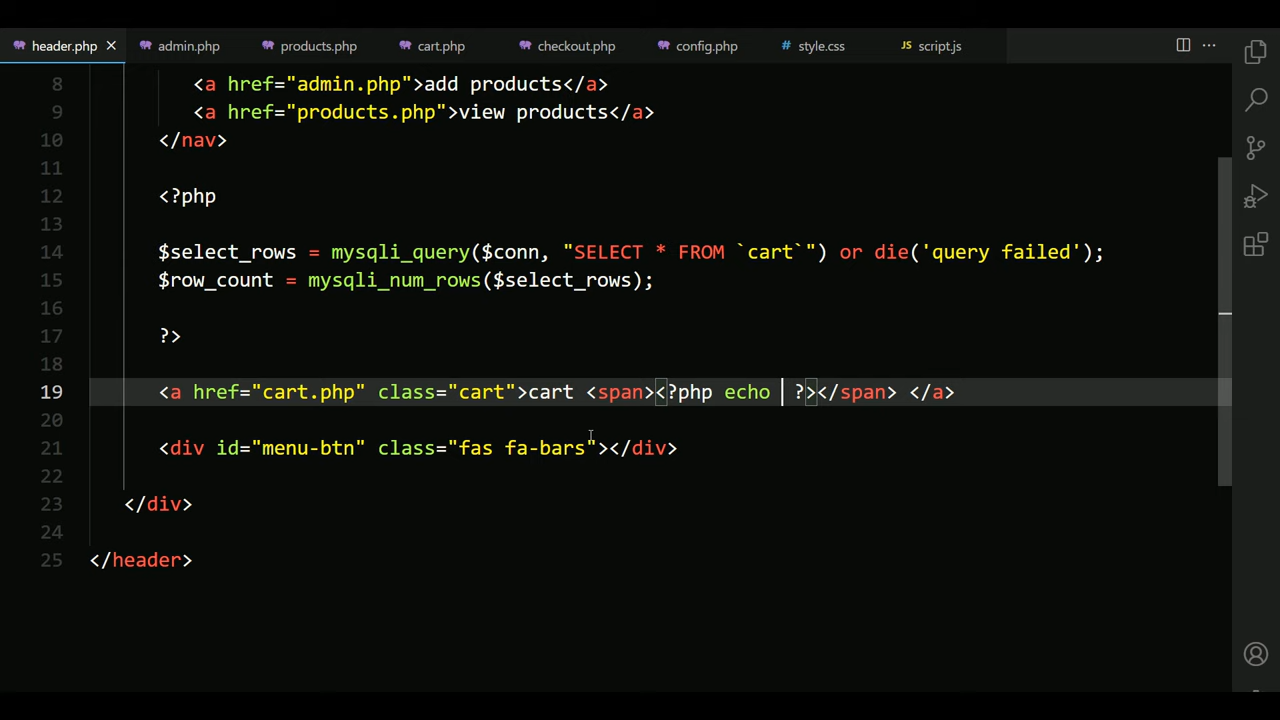 header.php admin.php products.php cart.php checkout.php config.php # style.css JS script.js
8 <a href="admin.php">add products</a>
9 <a href="products.php">view products</a>
10 </nav>
11
12 <?php
13
14 $select_rows = mysqli_query($conn, "SELECT * FROM `cart`") or die('query failed');
15 $row_count = mysqli_num_rows($select_rows);
16
17 ?>
18
19 <a href="cart.php" class="cart">cart <span><?php echo  ?></span> </a>
20
21 <div id="menu-btn" class="fas fa-bars"></div>
22
23 </div>
24
25 </header>